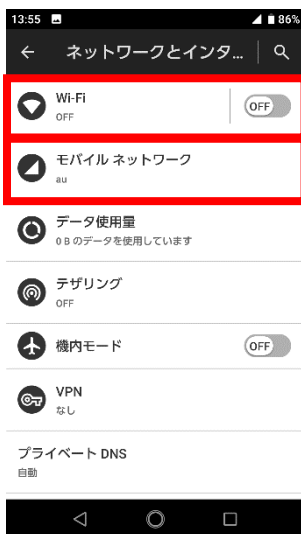 13:55 86%
ネットワークとインタ...
Wi-Fi
OFF
OFF
モバイル ネットワーク
au
データ使用量
0 B のデータを使用しています
テザリング
OFF
機内モード OFF
VPN
なし
プライベート DNS
自動